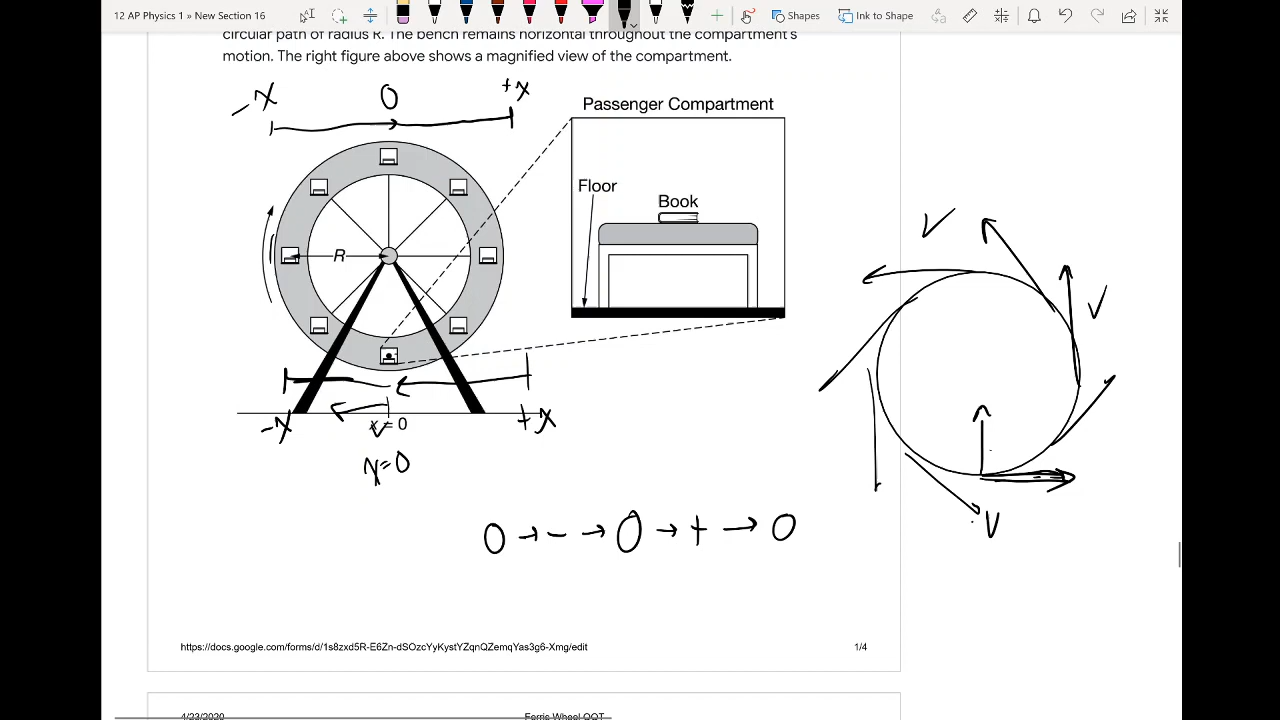 12 AP Physics 1 » New Section 16
Shapes
Ink to Shape
circular path of radius R. The bench remains horizontal throughout the compartment's
motion. The right figure above shows a magnified view of the compartment.
-X 0 +X
Passenger Compartment
Floor
Book
R
V
V
-X x = 0 +X
V
x=0
V
0 → - → 0 → + → 0
https://docs.google.com/forms/d/1s8zxd5R-E6Zn-dSOzcYyKystYZqnQZemqYas3g6-Xmg/edit
1/4
4/23/2020
Ferris Wheel QQT